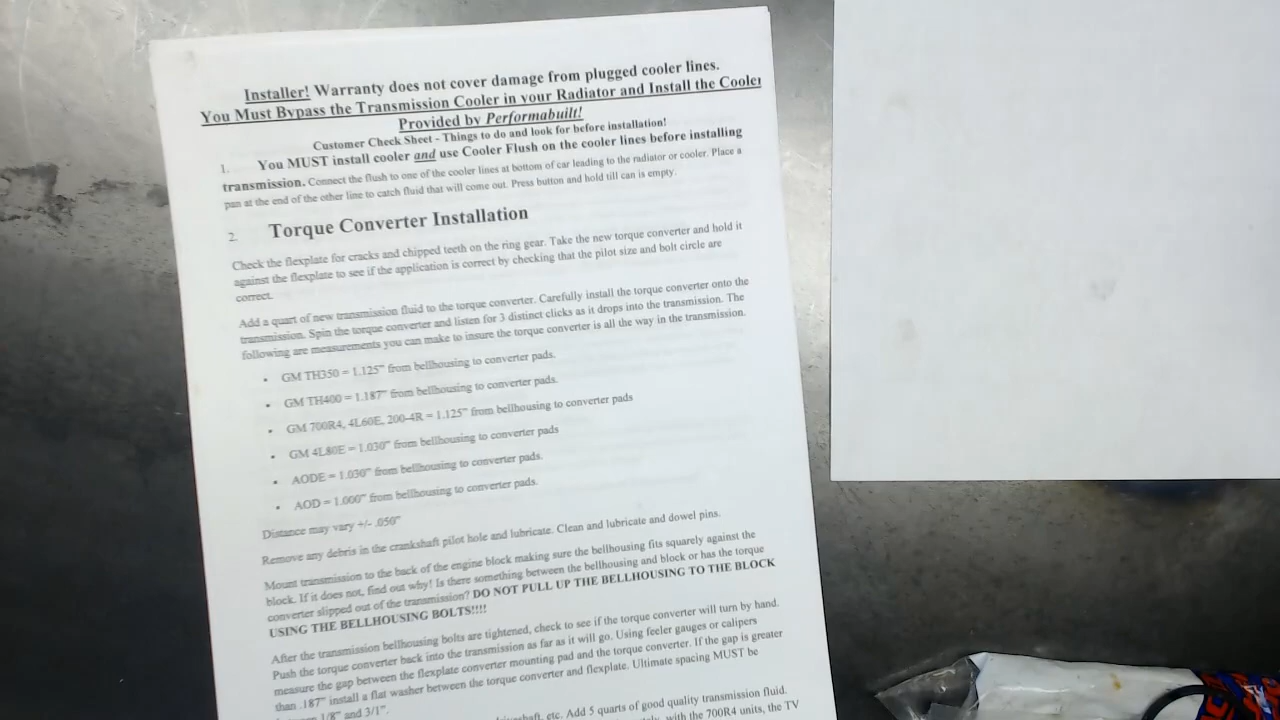 Installer! Warranty does not cover damage from plugged cooler lines.
You Must Bypass the Transmission Cooler in your Radiator and Install the Cooler
Provided by Performabuilt!
Customer Check Sheet - Things to do and look for before installation!
1. You MUST install cooler and use Cooler Flush on the cooler lines before installing
transmission. Connect the flush to one of the cooler lines at bottom of car leading to the radiator or cooler. Place a
pan at the end of the other line to catch fluid that will come out. Press button and hold till can is empty.
2. Torque Converter Installation
Check the flexplate for cracks and chipped teeth on the ring gear. Take the new torque converter and hold it
against the flexplate to see if the application is correct by checking that the pilot size and bolt circle are
correct.
Add a quart of new transmission fluid to the torque converter. Carefully install the torque converter onto the
transmission. Spin the torque converter and listen for 3 distinct clicks as it drops into the transmission. The
following are measurements you can make to insure the torque converter is all the way in the transmission.
• GM TH350 = 1.125" from bellhousing to converter pads.
• GM TH400 = 1.187" from bellhousing to converter pads.
• GM 700R4, 4L60E, 200-4R = 1.125" from bellhousing to converter pads
• GM 4L80E = 1.030" from bellhousing to converter pads
• AODE = 1.030" from bellhousing to converter pads.
• AOD = 1.000" from bellhousing to converter pads.
Distance may vary +/- .050"
Remove any debris in the crankshaft pilot hole and lubricate. Clean and lubricate and dowel pins.
Mount transmission to the back of the engine block making sure the bellhousing fits squarely against the
block. If it does not, find out why! Is there something between the bellhousing and block or has the torque
converter slipped out of the transmission? DO NOT PULL UP THE BELLHOUSING TO THE BLOCK
USING THE BELLHOUSING BOLTS!!!!
After the transmission bellhousing bolts are tightened, check to see if the torque converter will turn by hand.
Push the torque converter back into the transmission as far as it will go. Using feeler gauges or calipers
measure the gap between the flexplate converter mounting pad and the torque converter. If the gap is greater
than .187" install a flat washer between the torque converter and flexplate. Ultimate spacing MUST be
1/8" and 3/1".
etc. Add 5 quarts of good quality transmission fluid.
with the 700R4 units, the TV